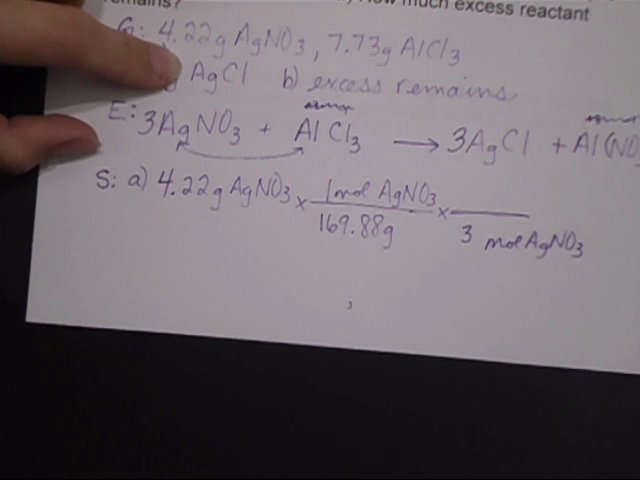 remains? How much excess reactant
G: 4.22g AgNO3, 7.73g AlCl3
g AgCl b) excess remains
E: 3AgNO3 + AlCl3 → 3AgCl + Al(NO
S: a) 4.22g AgNO3 x 1mol AgNO3 x
169.88g 3 mol AgNO3